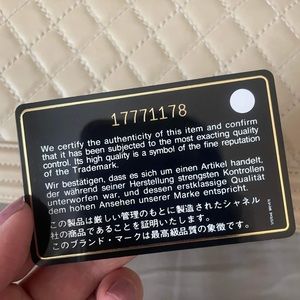 17771178
We certify the authenticity of this item and confirm
that it has been subjected to the most exacting quality
control. Its high quality is a symbol of the fine reputation
of the Trademark.
Wir bestätigen, dass es sich um einen Artikel handelt,
der während seiner Herstellung strengsten Kontrollen
unterworfen war, und dessen erstklassige Qualität
dem hohen Ansehen unserer Marke entspricht.
この製品は厳しい管理のもとに製造されたシャネル
社の商品であることを証明いたします。
このブランド・マークは最高級品質の象徴です。